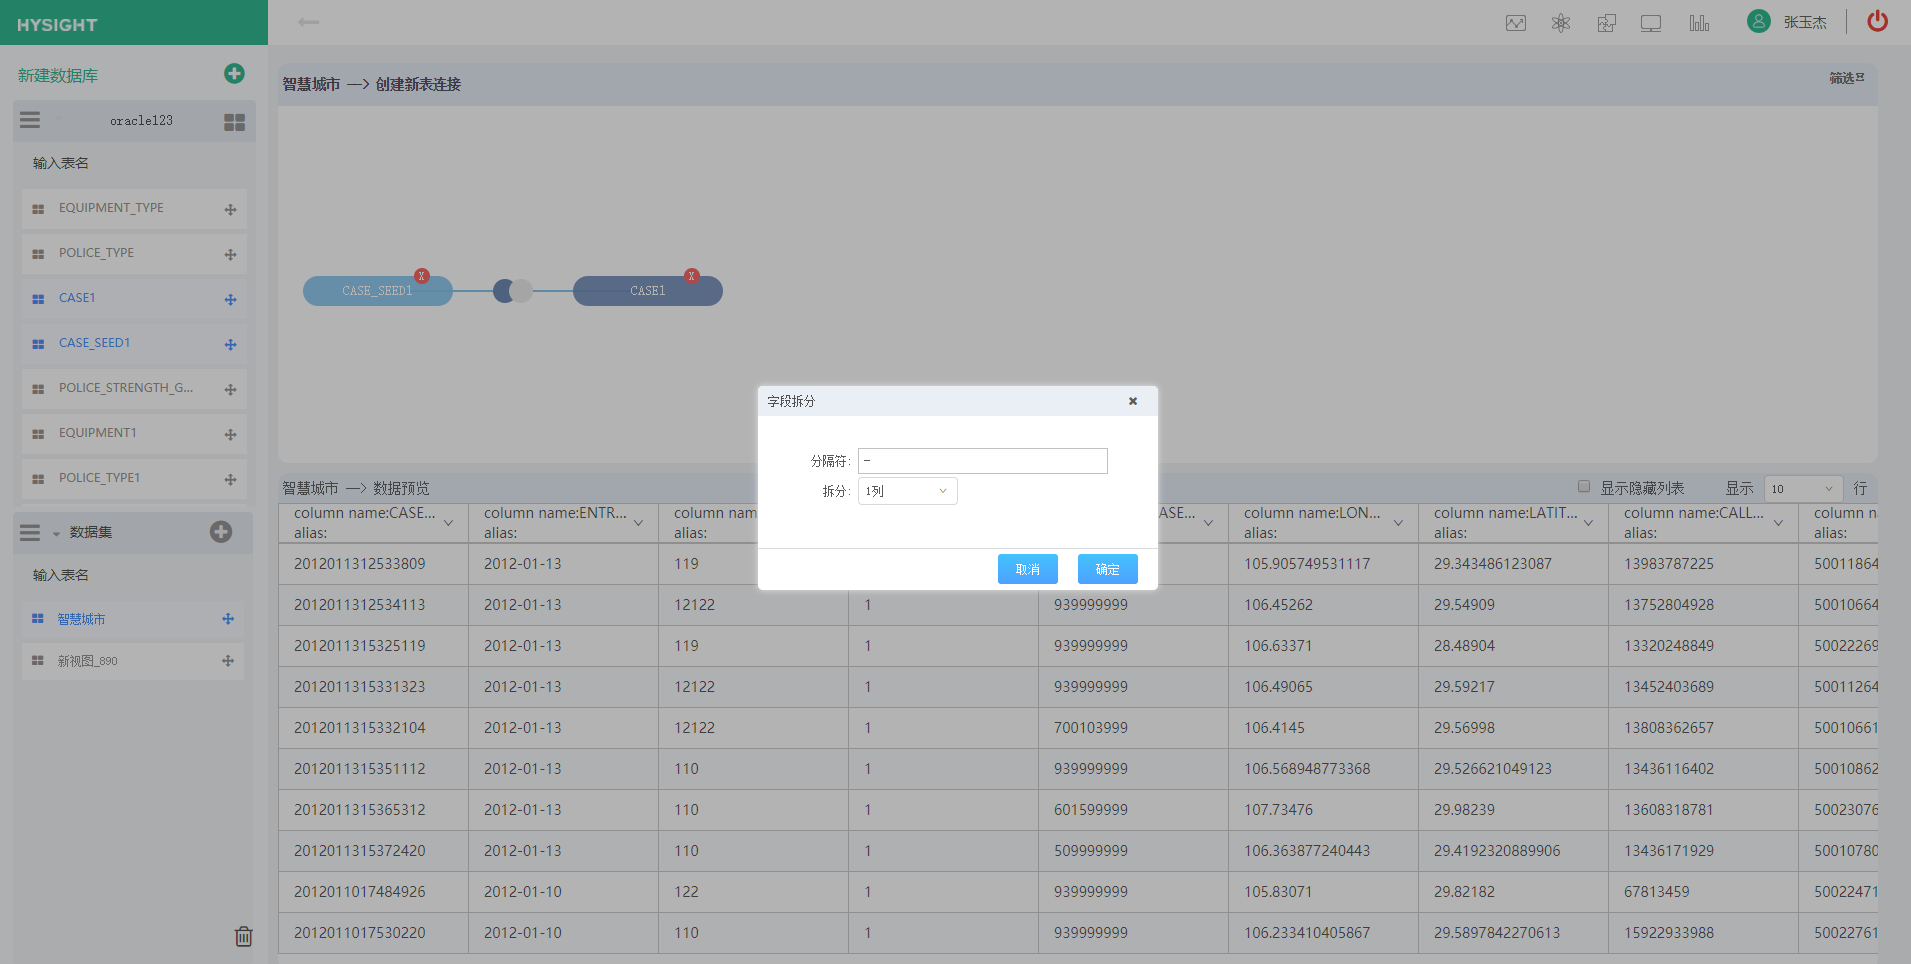 HYSIGHT
张玉杰
新建数据库
oracle123
输入表名
EQUIPMENT_TYPE
POLICE_TYPE
CASE1
CASE_SEED1
POLICE_STRENGTH_G...
EQUIPMENT1
POLICE_TYPE1
数据集
输入表名
智慧城市
新视图_890
智慧城市 —> 创建新表连接
筛选
X
CASE_SEED1
X
CASE1
字段拆分
分隔符: -
拆分: 1列
取消 确定
智慧城市 —> 数据预览
显示隐藏列表 显示 10 行
column name:CASE... column name:ENTR... column nam ASE... column name:LON... column name:LATIT... column name:CALL... column n
alias: alias: alias: alias: alias: alias: alias:
2012011312533809 2012-01-13 119 105.905749531117 29.343486123087 13983787225 50011864
2012011312534113 2012-01-13 12122 1 939999999 106.45262 29.54909 13752804928 50010664
2012011315325119 2012-01-13 119 1 939999999 106.63371 28.48904 13320248849 50022269
2012011315331323 2012-01-13 12122 1 939999999 106.49065 29.59217 13452403689 50011264
2012011315332104 2012-01-13 12122 1 700103999 106.4145 29.56998 13808362657 50010661
2012011315351112 2012-01-13 110 1 939999999 106.568948773368 29.526621049123 13436116402 50010862
2012011315365312 2012-01-13 110 1 601599999 107.73476 29.98239 13608318781 50023076
2012011315372420 2012-01-13 110 1 509999999 106.363877240443 29.4192320889906 13436171929 50010780
2012011017484926 2012-01-10 122 1 939999999 105.83071 29.82182 67813459 50022471
2012011017530220 2012-01-10 110 1 939999999 106.233410405867 29.5897842270613 15922933988 50022761